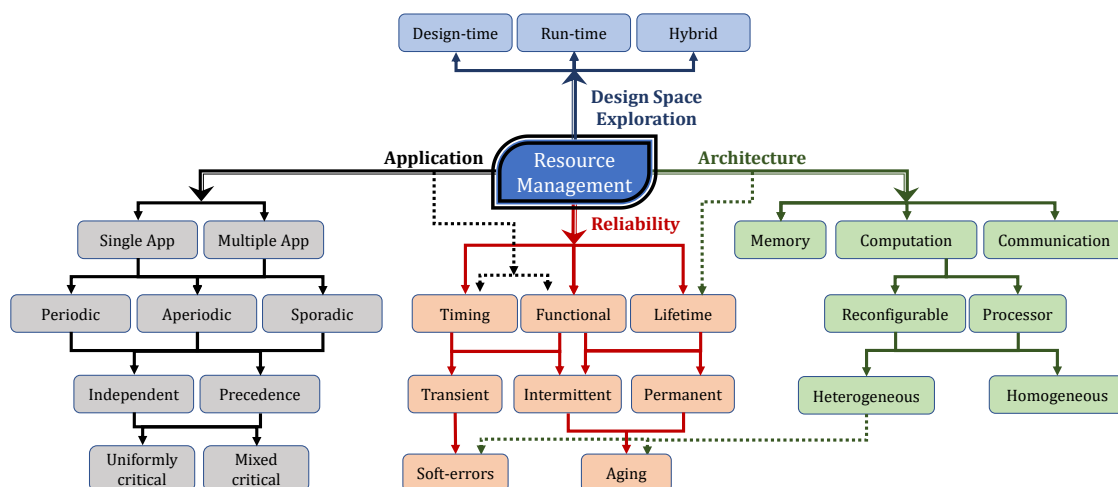 Design-time
Run-time
Hybrid
Design Space
Exploration
Application
Resource
Management
Architecture
Reliability
Single App
Multiple App
Memory
Computation
Communication
Periodic
Aperiodic
Sporadic
Timing
Functional
Lifetime
Reconfigurable
Processor
Independent
Precedence
Transient
Intermittent
Permanent
Heterogeneous
Homogeneous
Uniformly
critical
Mixed
critical
Soft-errors
Aging